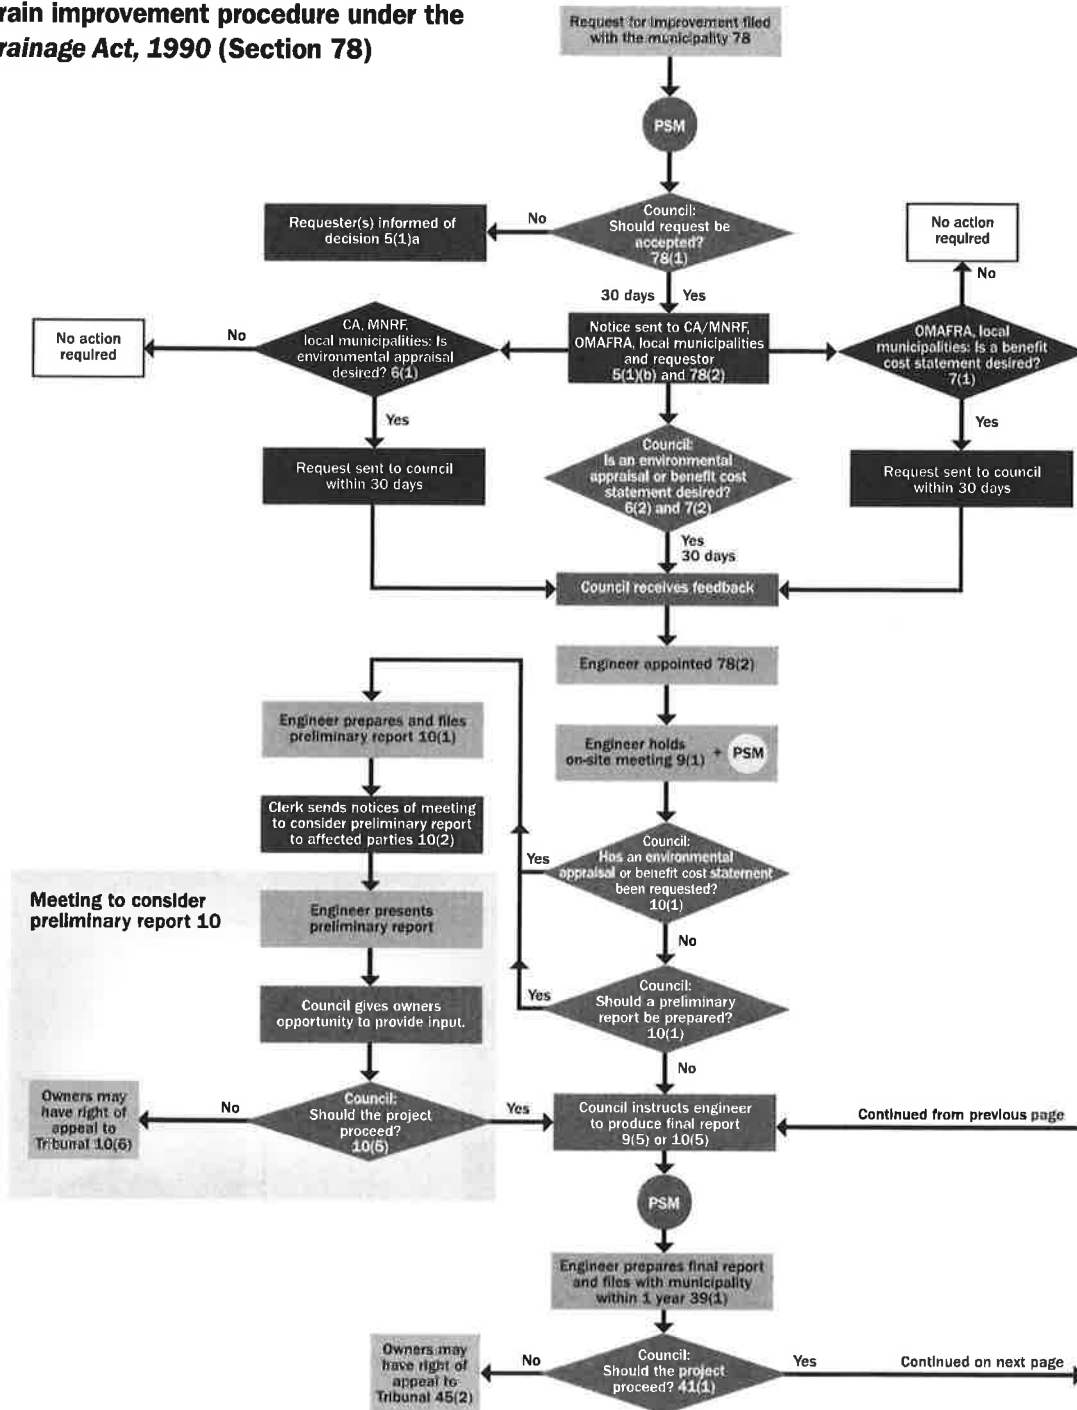 rain improvement procedure under the
rainage Act, 1990 (Section 78)
Request for improvement filed
with the municipality 78
PSM
Council:
Should request be
accepted?
78(1)
No
Requester(s) informed of
decision 5(1)a
No action
required
No
30 days Yes
Notice sent to CA/MNRF,
OMAFRA, local municipalities
and requestor
5(1)(b) and 78(2)
CA, MNRF,
local municipalities: Is
environmental appraisal
desired? 6(1)
No
No action
required
OMAFRA, local
municipalities: Is a benefit
cost statement desired?
7(1)
Yes
Yes
Request sent to council
within 30 days
Council:
Is an environmental
appraisal or benefit cost
statement desired?
6(2) and 7(2)
Request sent to council
within 30 days
Yes
30 days
Council receives feedback
Engineer appointed 78(2)
Engineer holds
on-site meeting 9(1) + PSM
Engineer prepares and files
preliminary report 10(1)
Clerk sends notices of meeting
to consider preliminary report
to affected parties 10(2)
Council:
Has an environmental
appraisal or benefit cost statement
been requested?
10(1)
Yes
No
Meeting to consider
preliminary report 10
Engineer presents
preliminary report
Council gives owners
opportunity to provide input.
Council:
Should a preliminary
report be prepared?
10(1)
Yes
No
Council:
Should the project
proceed?
10(5)
No
Owners may
have right of
appeal to
Tribunal 10(6)
Yes
Council instructs engineer
to produce final report
9(5) or 10(5)
Continued from previous page
PSM
Engineer prepares final report
and files with municipality
within 1 year 39(1)
Council:
Should the project
proceed? 41(1)
No
Owners may
have right of
appeal to
Tribunal 45(2)
Yes
Continued on next page